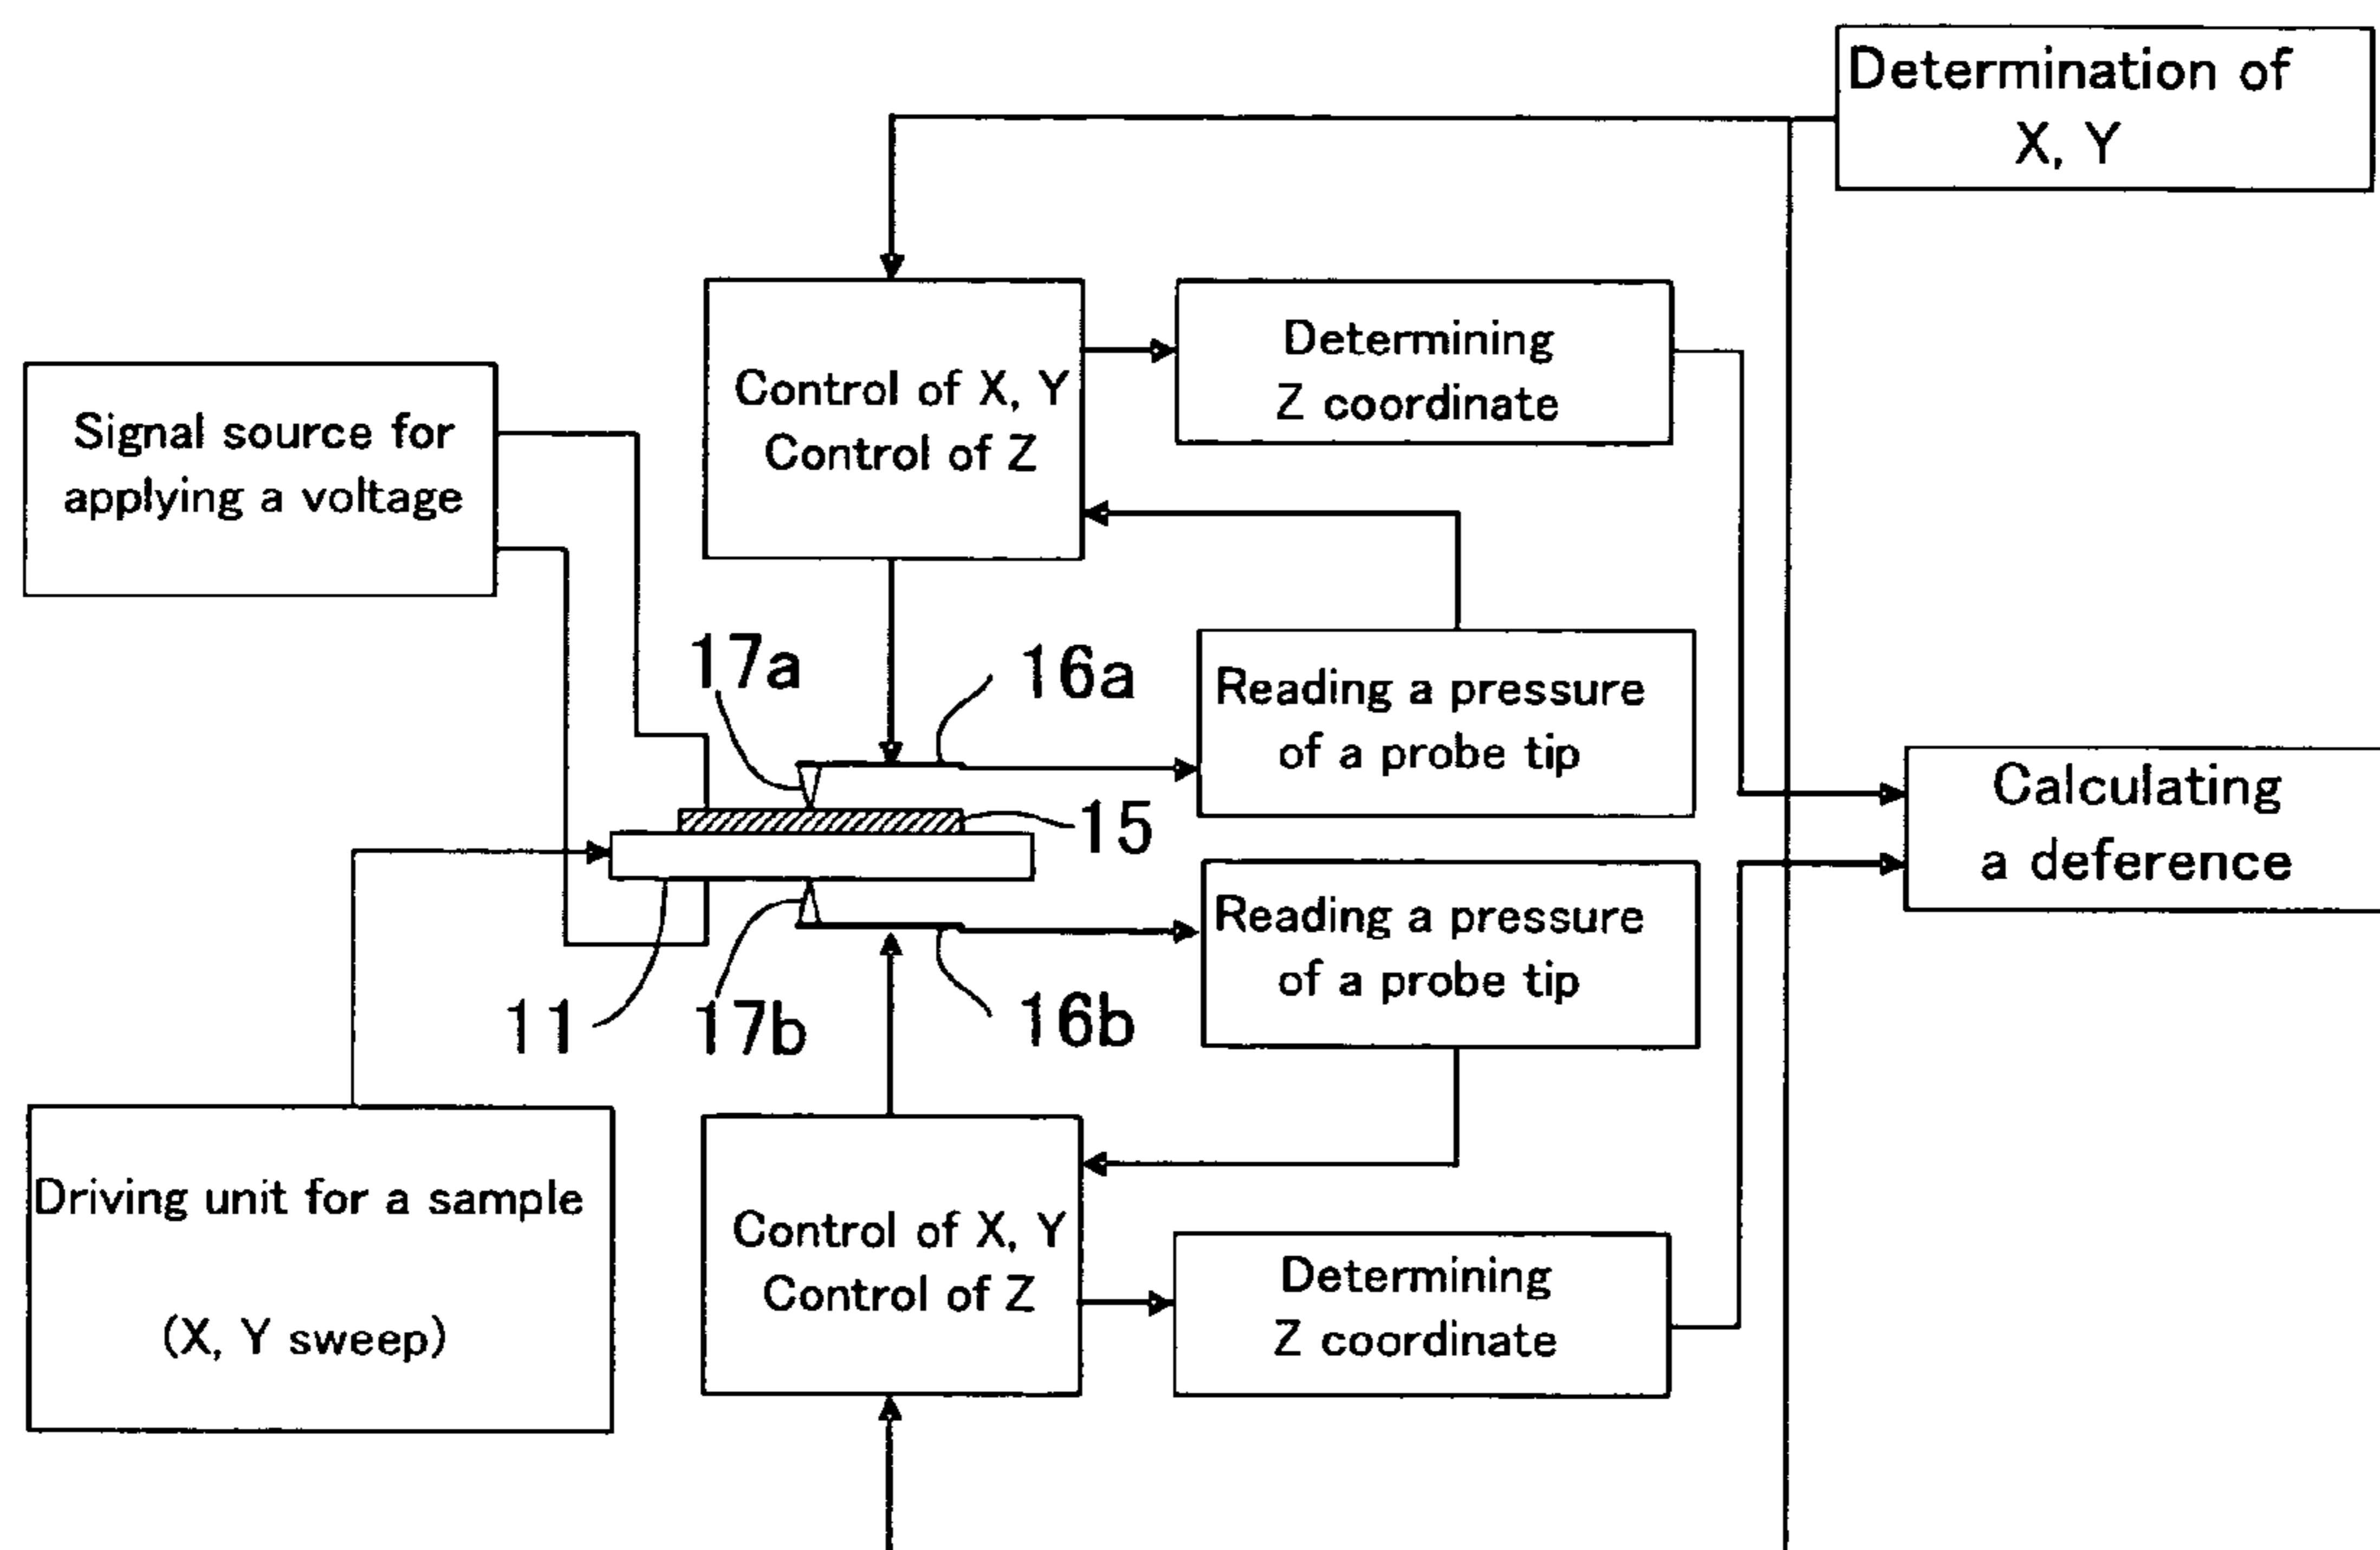 Determination of
X, Y
Control of X, Y
Control of Z
Determining
Z coordinate
Signal source for
applying a voltage
17a
16a
Reading a pressure
of a probe tip
15
Calculating
a deference
Reading a pressure
of a probe tip
11
17b
16b
Driving unit for a sample
(X, Y sweep)
Control of X, Y
Control of Z
Determining
Z coordinate